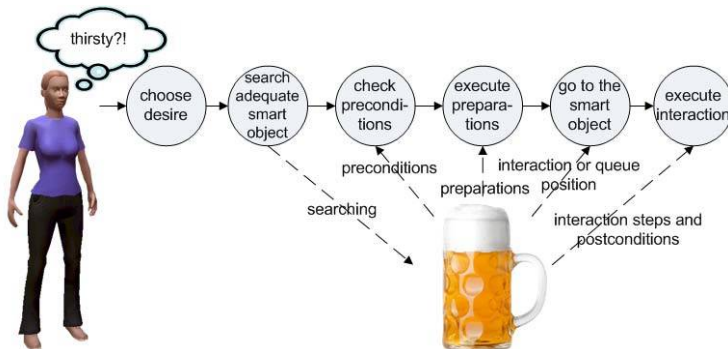 thirsty?!
choose
desire
search
adequate
smart
object
check
precondi-
tions
execute
prepara-
tions
go to the
smart
object
execute
interaction
preconditions
preparations
interaction or queue
position
searching
interaction steps and
postconditions